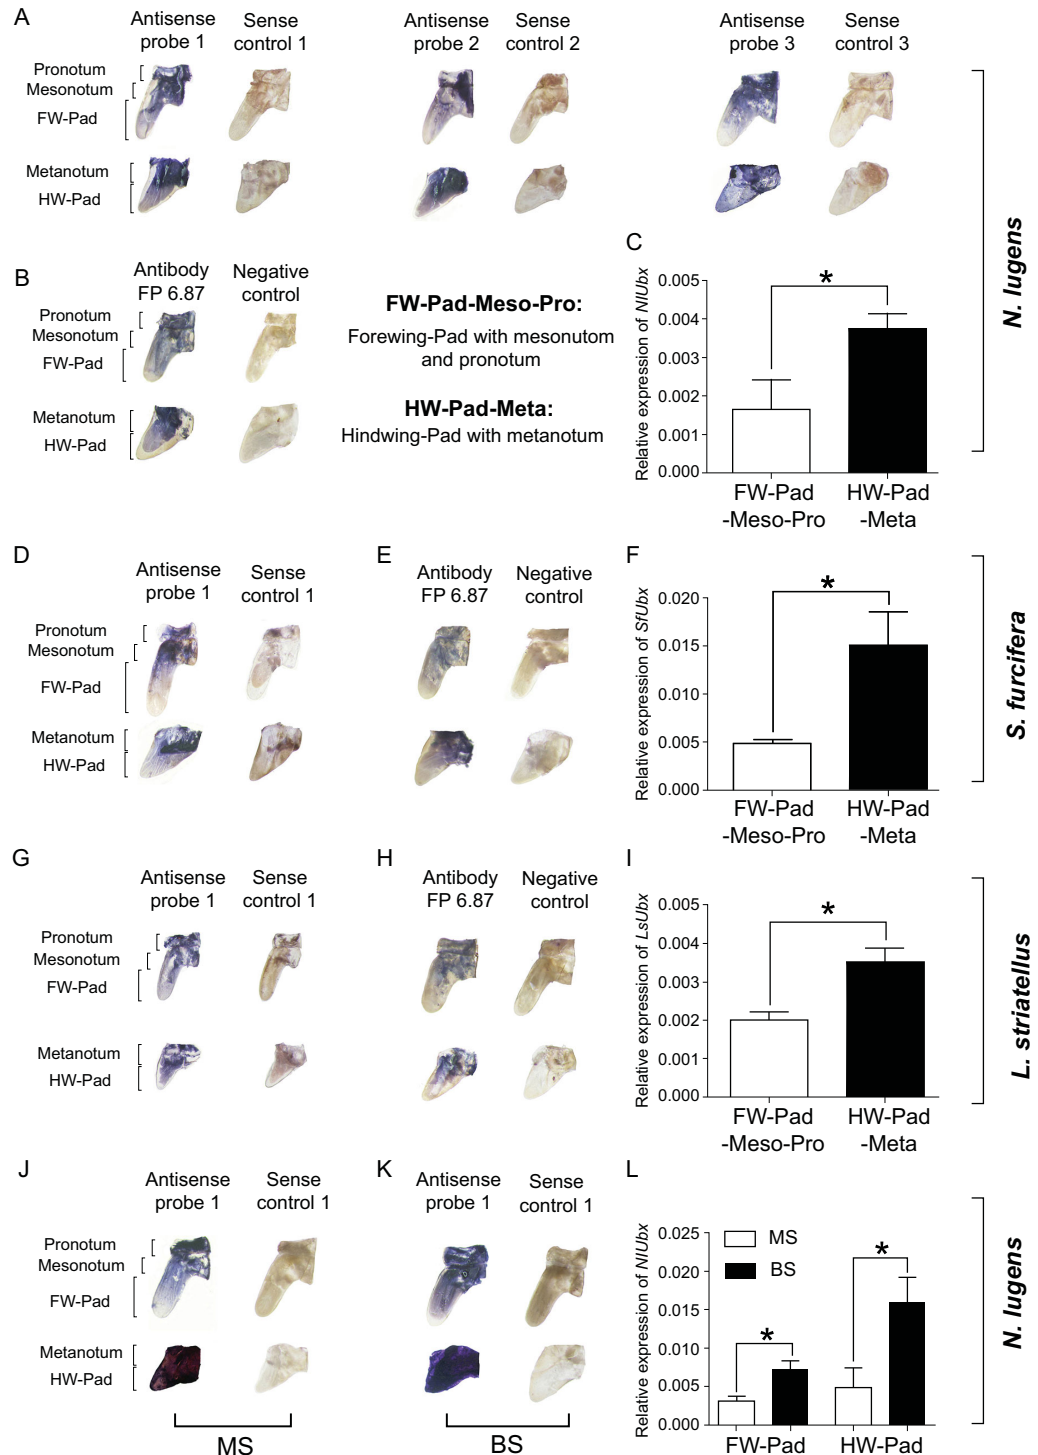 A
Antisense probe 1
Sense control 1
Antisense probe 2
Sense control 2
Antisense probe 3
Sense control 3
Pronotum
Mesonotum
FW-Pad
Metanotum
HW-Pad
N. lugens
B
Antibody FP 6.87
Negative control
Pronotum
Mesonotum
FW-Pad
Metanotum
HW-Pad
FW-Pad-Meso-Pro:
Forewing-Pad with mesonutom
and pronotum
HW-Pad-Meta:
Hindwing-Pad with metanotum
C
Relative expression of NlUbx
0.005
0.004
0.003
0.002
0.001
0.000
*
FW-Pad -Meso-Pro
HW-Pad -Meta
D
Antisense probe 1
Sense control 1
Pronotum
Mesonotum
FW-Pad
Metanotum
HW-Pad
E
Antibody FP 6.87
Negative control
F
Relative expression of SfUbx
0.020
0.015
0.010
0.005
0.000
*
FW-Pad -Meso-Pro
HW-Pad -Meta
S. furcifera
G
Antisense probe 1
Sense control 1
Pronotum
Mesonotum
FW-Pad
Metanotum
HW-Pad
H
Antibody FP 6.87
Negative control
I
Relative expression of LsUbx
0.005
0.004
0.003
0.002
0.001
0.000
*
FW-Pad -Meso-Pro
HW-Pad -Meta
L. striatellus
J
Antisense probe 1
Sense control 1
Pronotum
Mesonotum
FW-Pad
Metanotum
HW-Pad
MS
K
Antisense probe 1
Sense control 1
BS
L
Relative expression of NlUbx
0.025
0.020
0.015
0.010
0.005
0.000
MS
BS
*
*
FW-Pad
HW-Pad
N. lugens